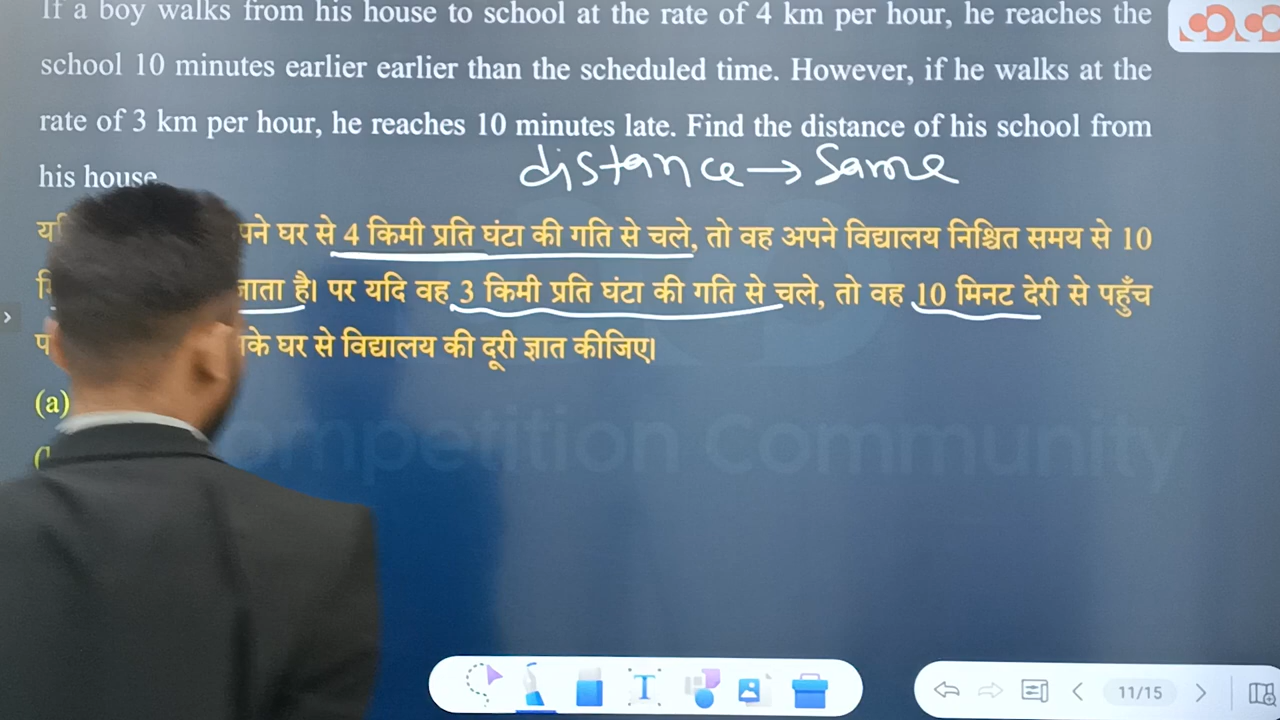 If a boy walks from his house to school at the rate of 4 km per hour, he reaches the
school 10 minutes earlier earlier than the scheduled time. However, if he walks at the
rate of 3 km per hour, he reaches 10 minutes late. Find the distance of his school from
his house
distance → Same
घर से 4 किमी प्रति घंटा की गति से चले, तो वह अपने विद्यालय निश्चित समय से 10
है। पर यदि वह 3 किमी प्रति घंटा की गति से चले, तो वह 10 मिनट देरी से पहुँच
घर से विद्यालय की दूरी ज्ञात कीजिए।
(a)
Community
11/15